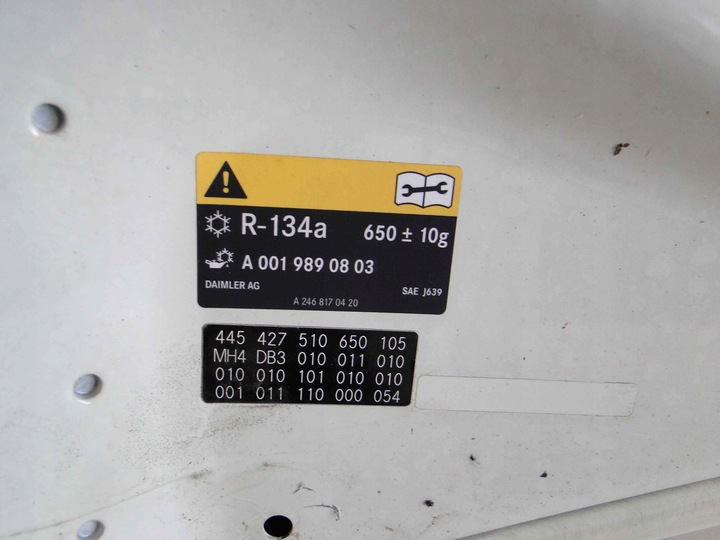 R-134a 650 ± 10g
A 001 989 08 03
DAIMLER AG SAE J639
A 246 817 04 20
445 427 510 650 105
MH4 DB3 010 011 010
010 010 101 010 010
001 011 110 000 054